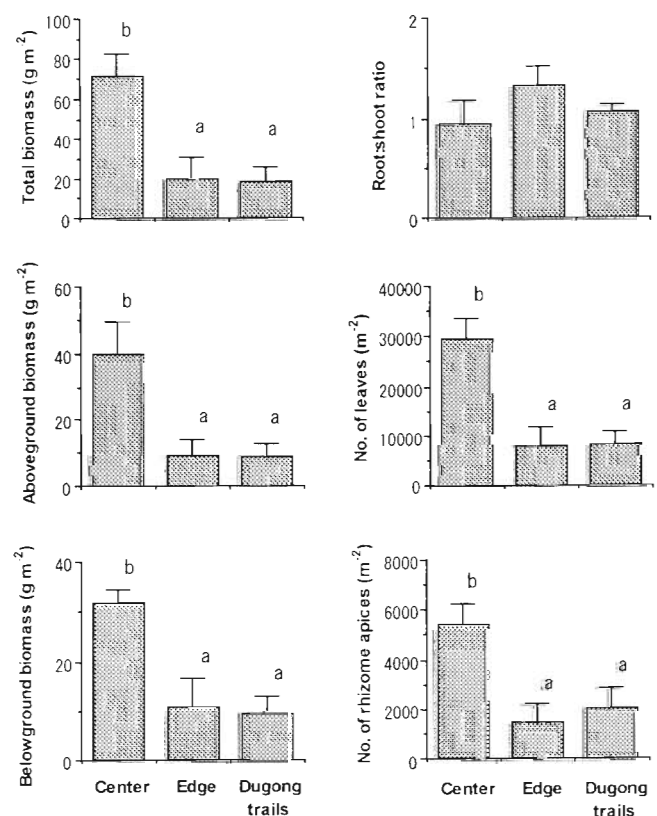 Total biomass (g m-2)
100
80
60
40
20
0
b
a
a
Root:shoot ratio
2
1
0
Aboveground biomass (g m-2)
60
40
20
0
b
a
a
No. of leaves (m-2)
40000
30000
20000
10000
0
b
a
a
Belowground biomass (g m-2)
40
20
0
b
a
a
Center
Edge
Dugong
trails
No. of rhizome apices (m-2)
8000
6000
4000
2000
0
b
a
a
Center
Edge
Dugong
trails